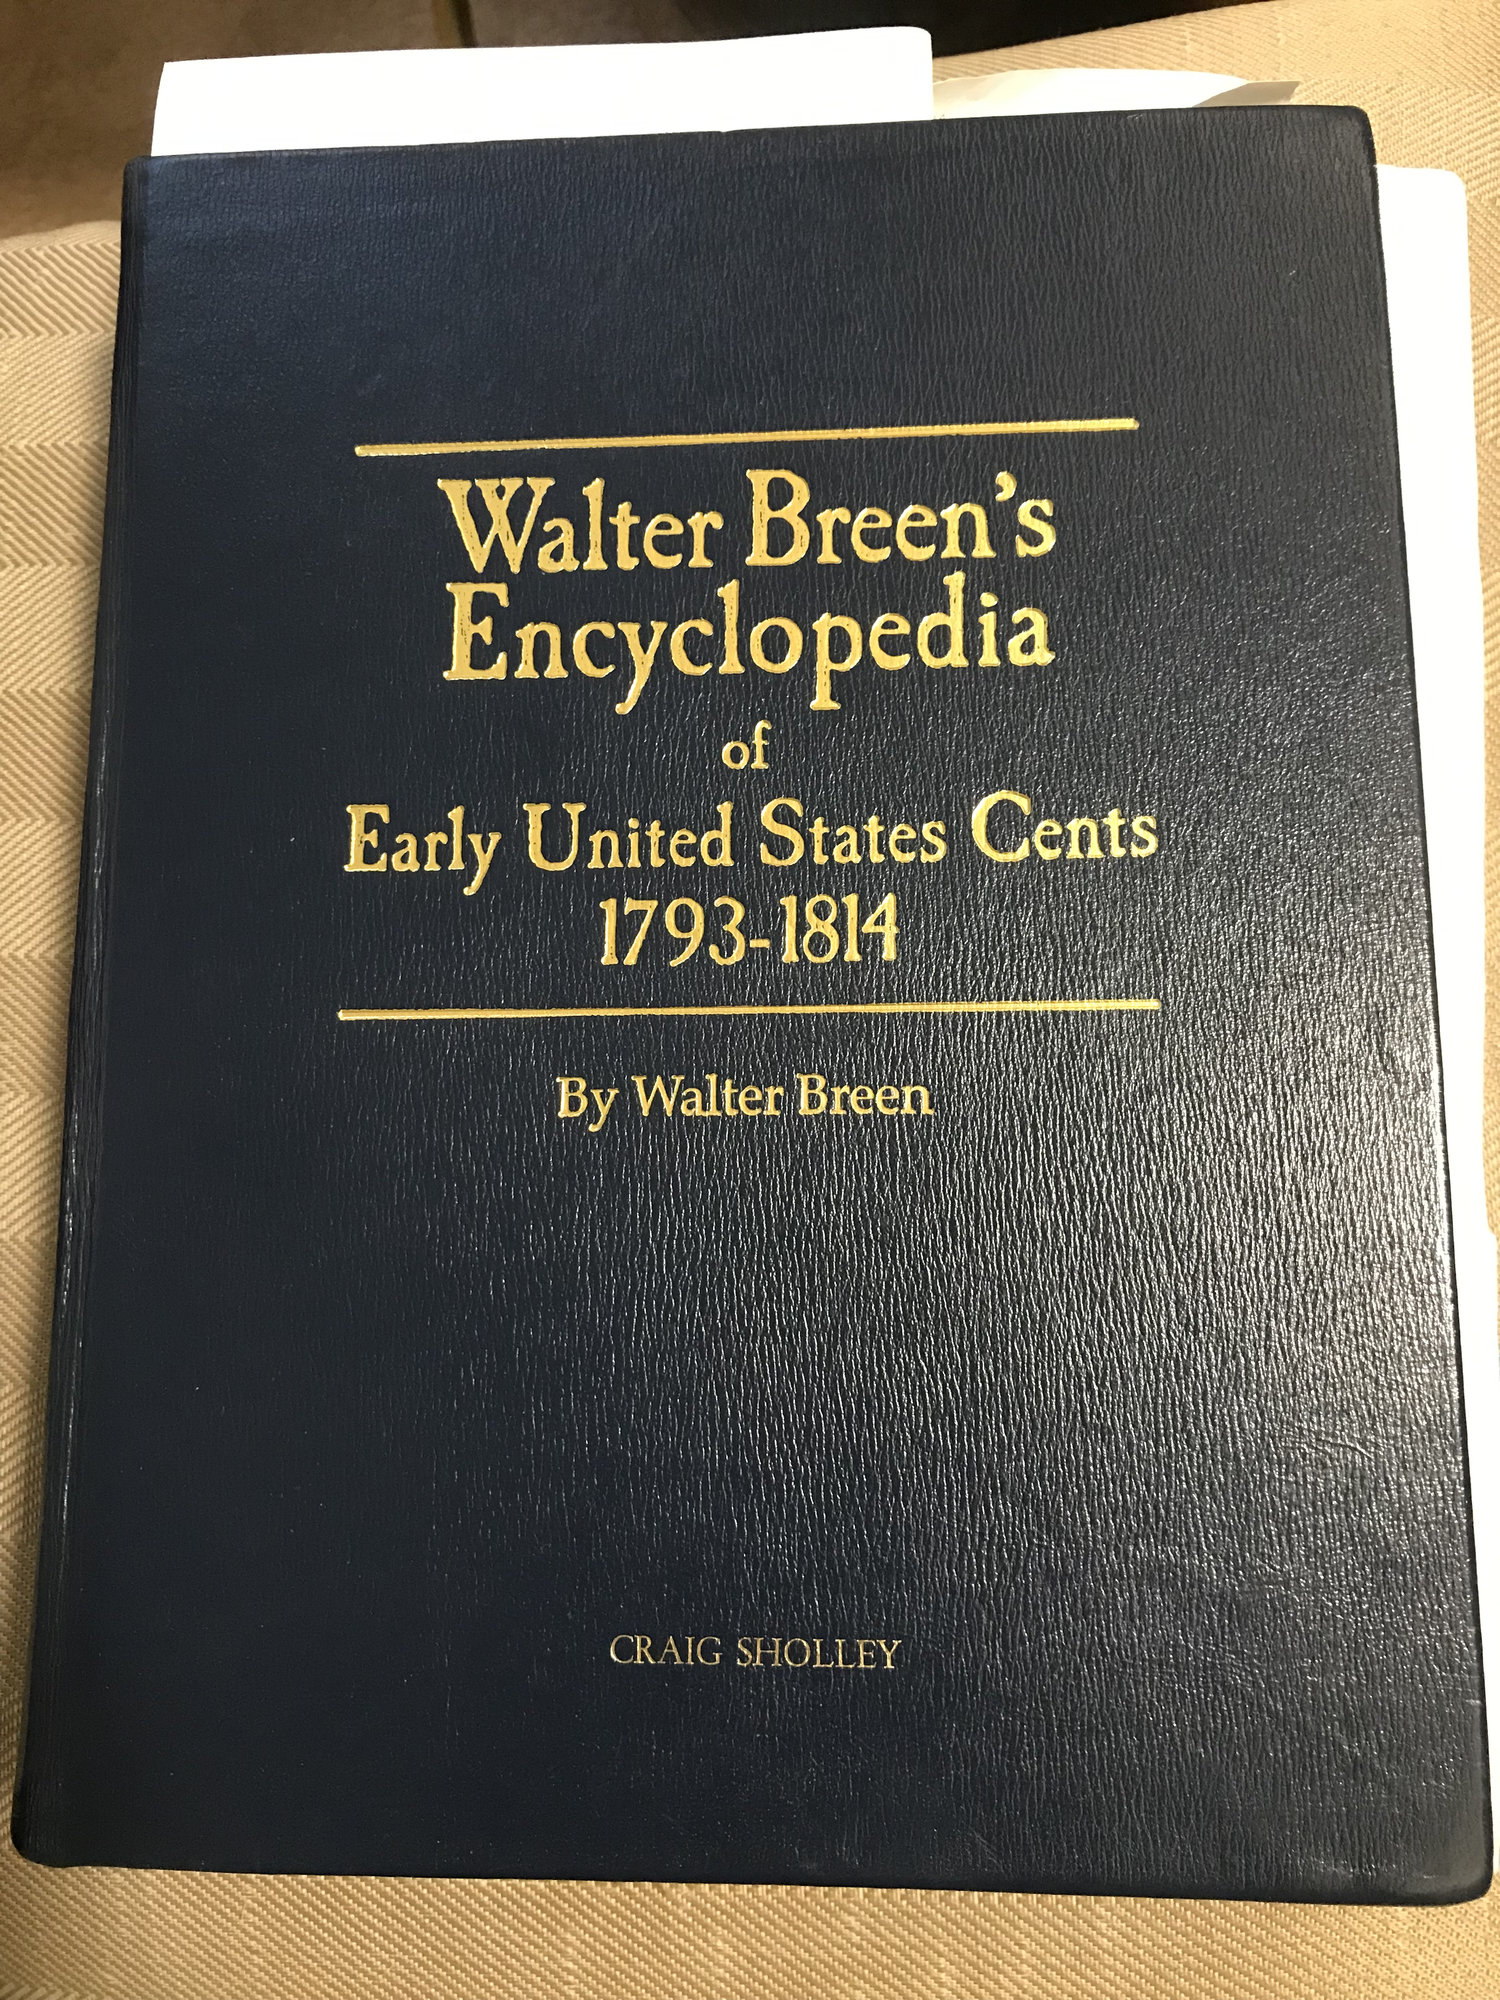 Walter Breen's
Encyclopedia
of
Early United States Cents
1793-1814
By Walter Breen
CRAIG SHOLLEY